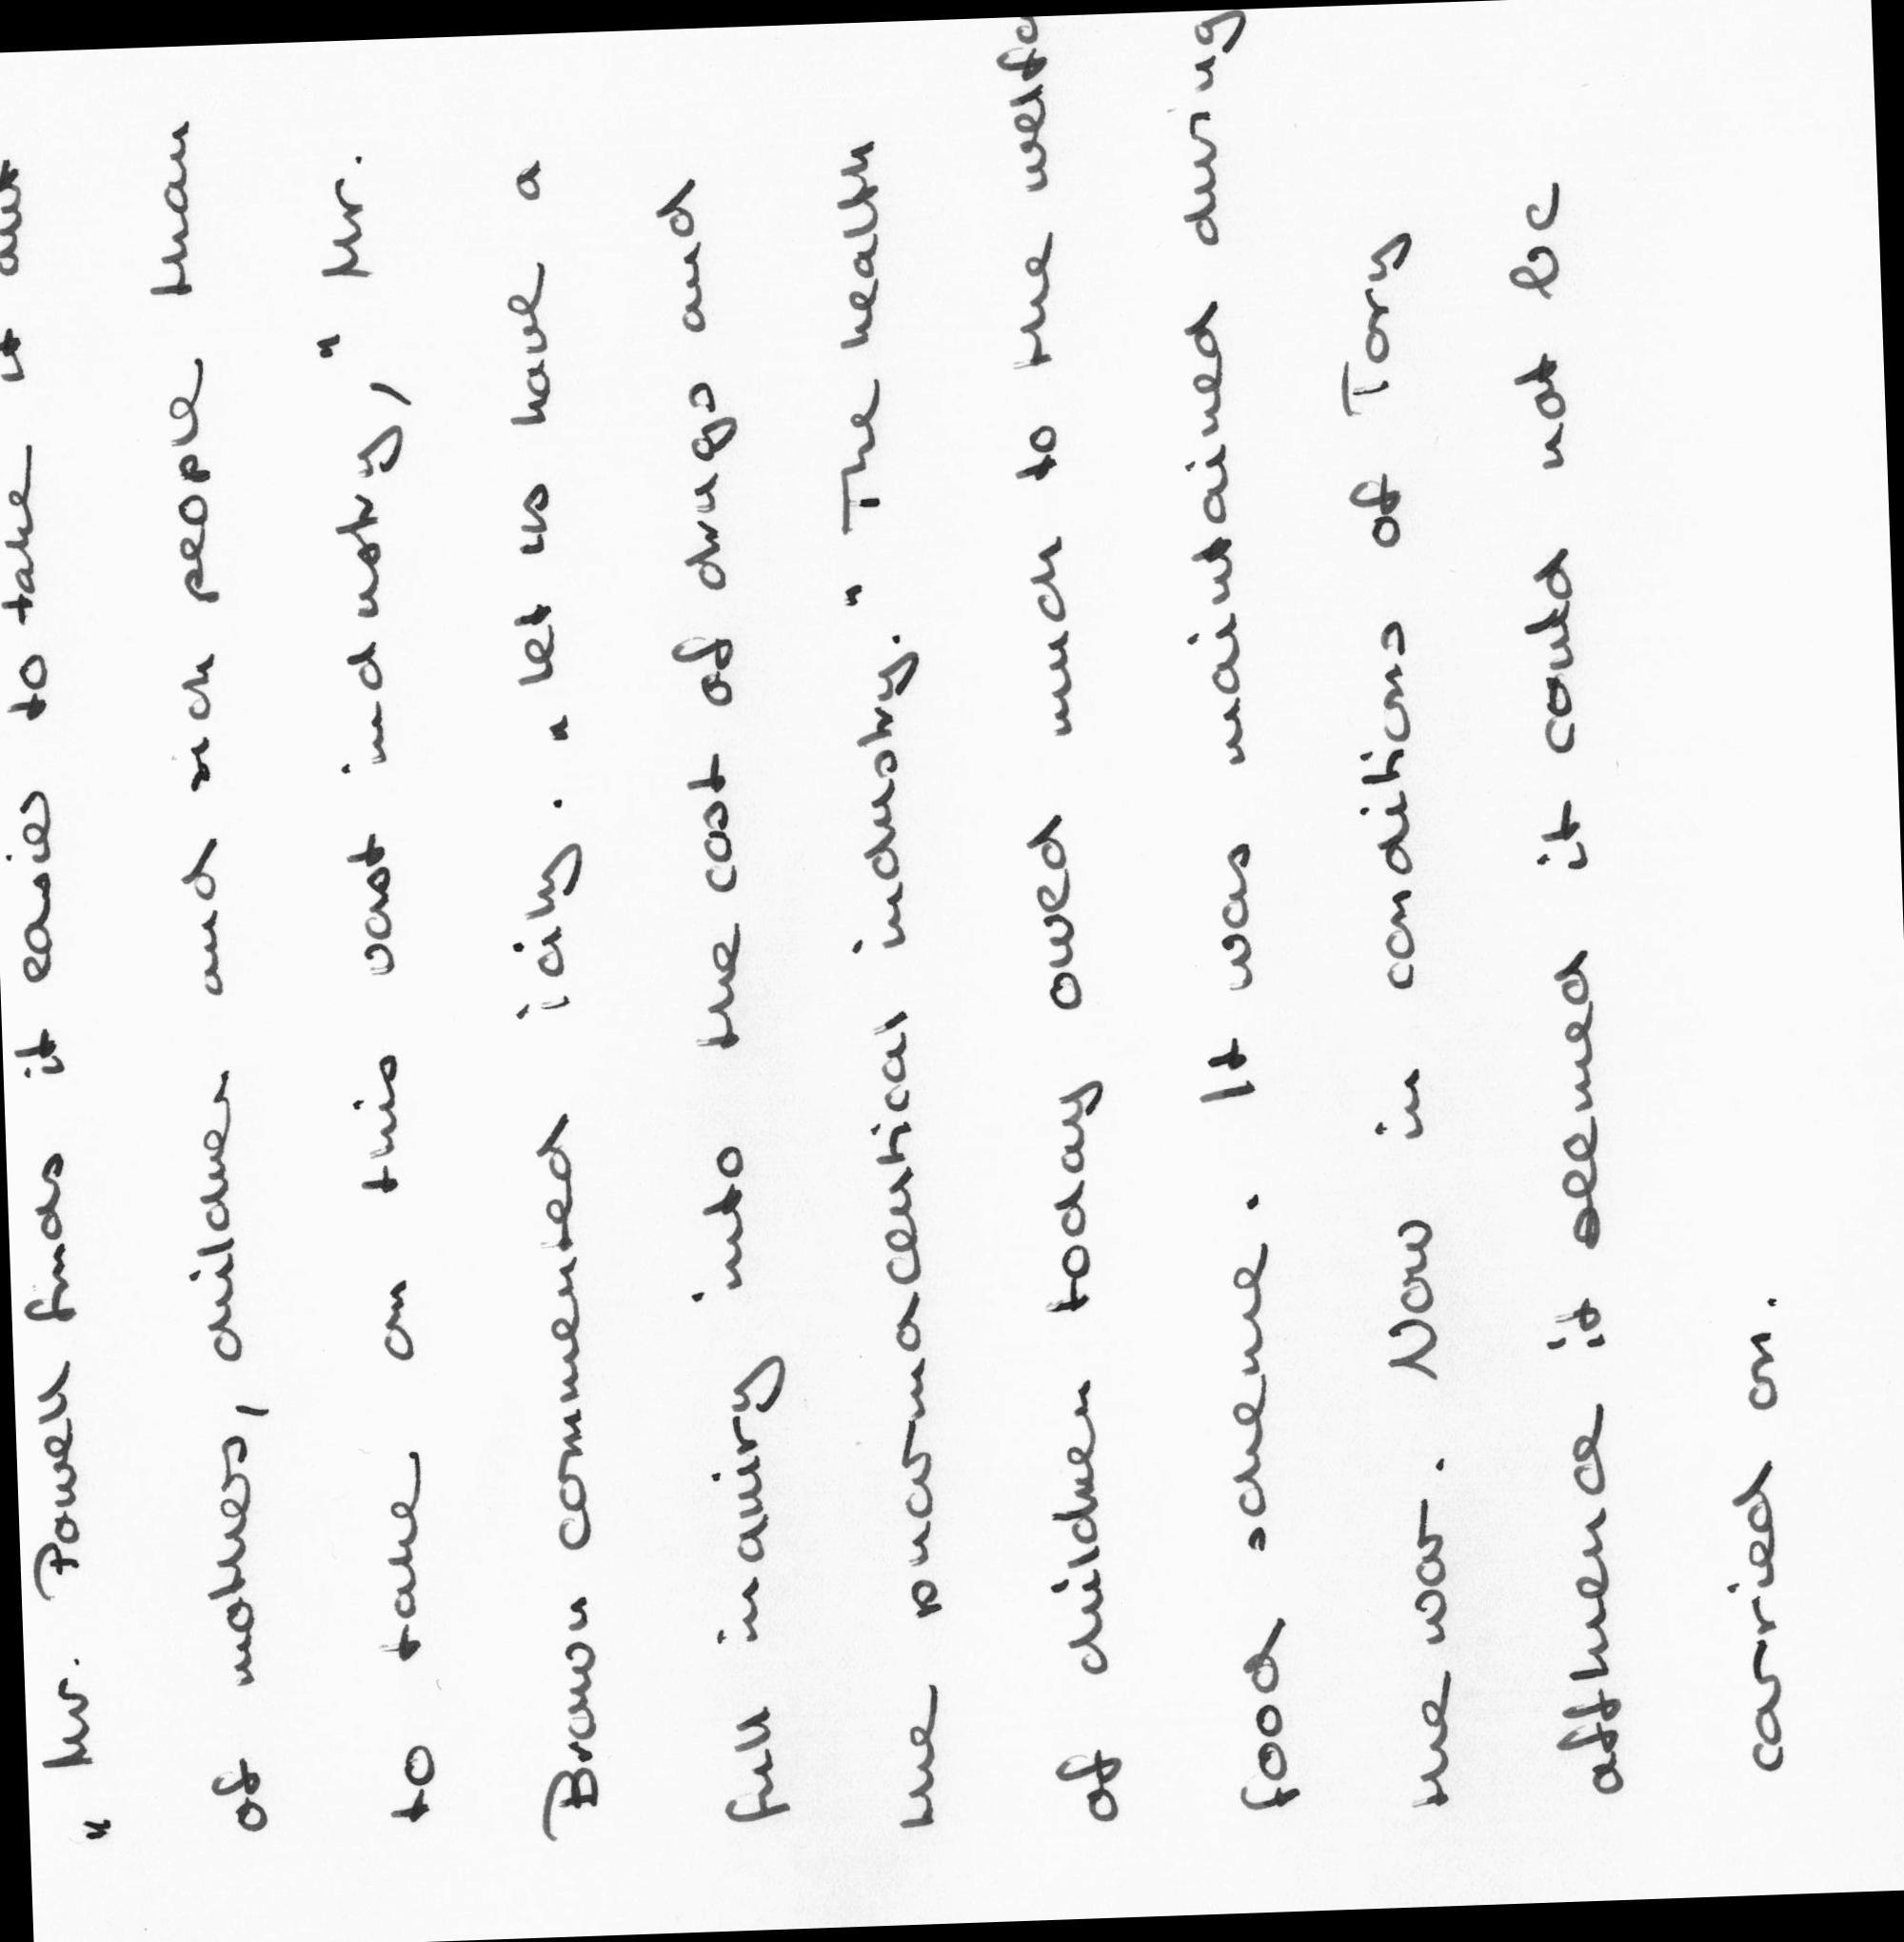 " Mr. Powell finds it easier to take it out
of mothers, children and sick people than
to take on this vast industry, " Mr.
Brown commented icily. " let us have a
full inquiry into the cost of drugs and
the pharmaceutical industry. " The health
of children today owed much to the welfa
food scheme. It was maintained during
the war. Now in conditions of Tory
affluence it seemed it could not be
carried on.